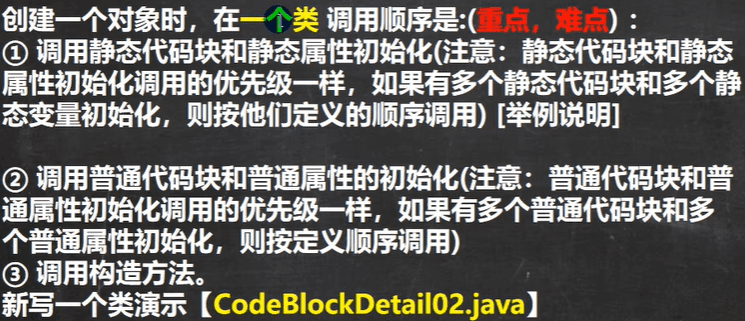 创建一个对象时，在一个类 调用顺序是:(重点，难点)：
① 调用静态代码块和静态属性初始化(注意：静态代码块和静态
属性初始化调用的优先级一样，如果有多个静态代码块和多个静
态变量初始化，则按他们定义的顺序调用) [举例说明]
② 调用普通代码块和普通属性的初始化(注意：普通代码块和普
通属性初始化调用的优先级一样，如果有多个普通代码块和多
个普通属性初始化，则按定义顺序调用)
③ 调用构造方法。
新写一个类演示【CodeBlockDetail02.java】